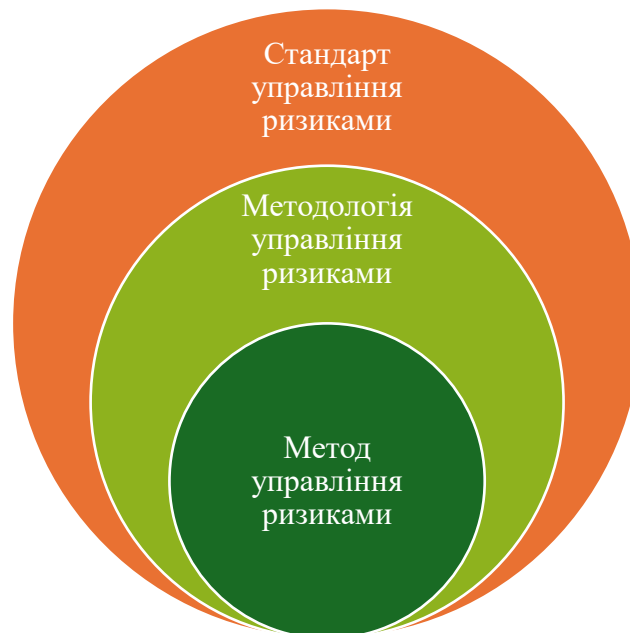 Стандарт
управління
ризиками
Методологія
управління
ризиками
Метод
управління
ризиками